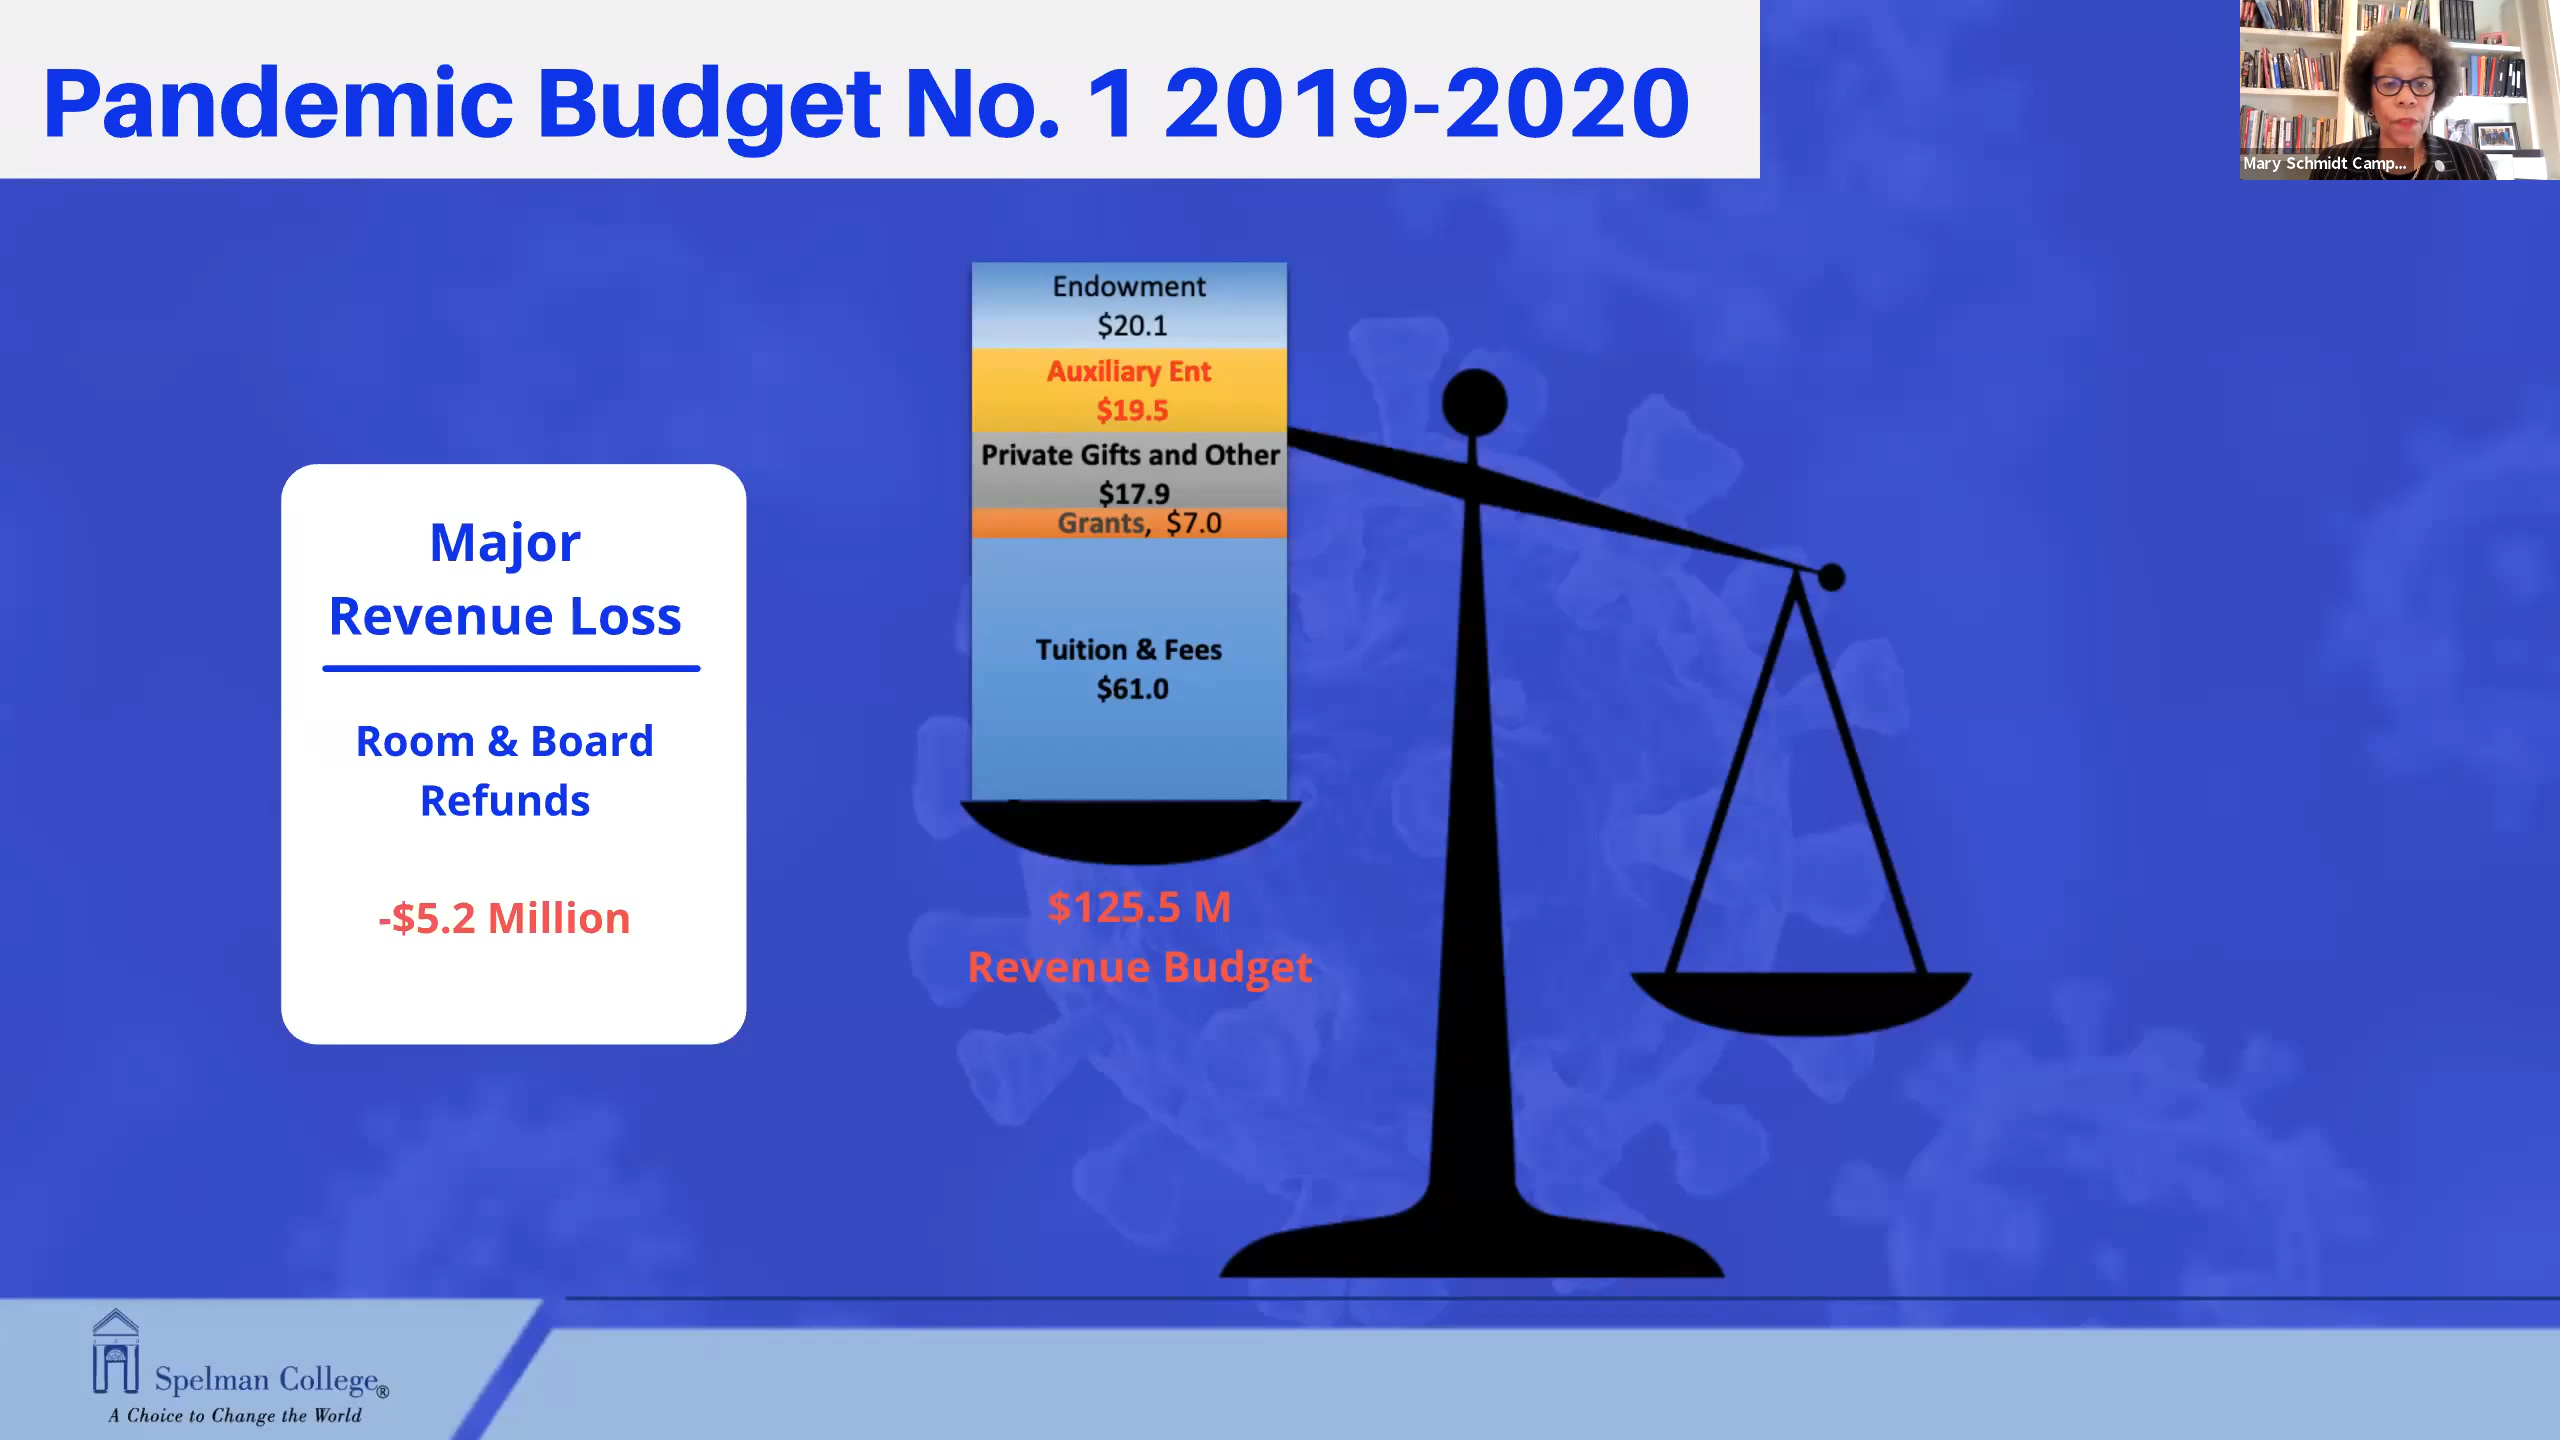 Pandemic Budget No. 1 2019-2020
Mary Schmidt Camp...
Major
Revenue Loss
Room & Board
Refunds
-$5.2 Million
Endowment
$20.1
Auxiliary Ent
$19.5
Private Gifts and Other
$17.9
Grants, $7.0
Tuition & Fees
$61.0
$125.5 M
Revenue Budget
Spelman College®
A Choice to Change the World